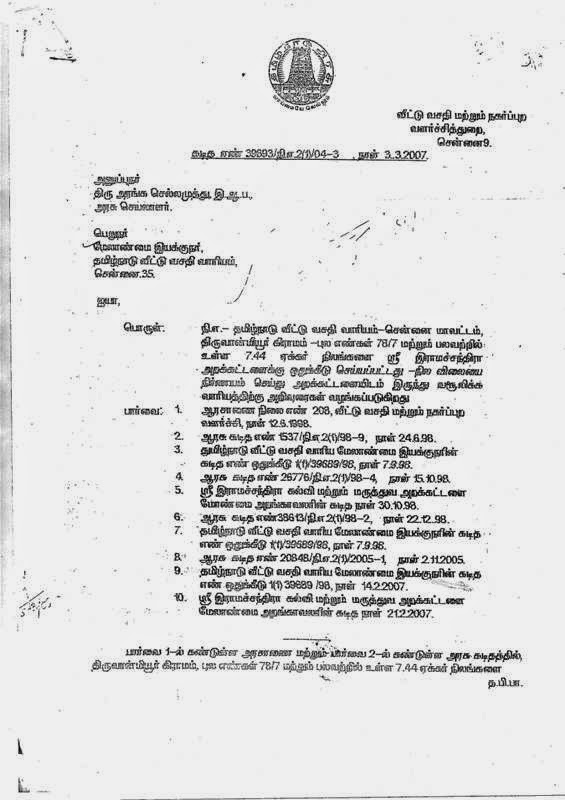 வீட்டு வசதி மற்றும் நகர்ப்புற
வளர்ச்சித்துறை,
சென்னை9.
கடித எண் 39693/நி.எ.2(1)/04-3 , நாள் 3.3.2007.
அனுப்புநர்
திரு அரங்க செல்லமுத்து, இ.ஆ.ப.,
அரசு செயலாளர்.
பெறுநர்
மேலாண்மை இயக்குநர்,
தமிழ்நாடு வீட்டு வசதி வாரியம்,
சென்னை.35.
ஐயா,
பொருள்: நி.எ.- தமிழ்நாடு வீட்டு வசதி வாரியம்-சென்னை மாவட்டம்,
திருவான்மியூர் கிராமம் -புல எண்கள் 78/7 மற்றும் பலவற்றில்
உள்ள 7.44 ஏக்கர் நிலங்களை ஸ்ரீ இராமச்சந்திரா
அறக்கட்டளைக்கு ஒதுக்கீடு செய்யப்பட்டது -நில விலையை
நிர்ணயம் செய்து அறக்கட்டளையிடம் இருந்து வசூலிக்க
வாரியத்திற்கு அறிவுரைகள் வழங்கப்படுகிறது
பார்வை: 1. அரசாணை நிலை எண் 208, வீட்டு வசதி மற்றும் நகர்ப்புற
வளர்ச்சி, நாள் 12.6.1998.
2. அரசு கடித எண் 1537/நி.எ.2(1)/98-9, நாள் 24.6.98.
3. தமிழ்நாடு வீட்டு வசதி வாரிய மேலாண்மை இயக்குநரின்
கடித எண் ஒதுக்கீடு 1(1)/39689/98, நாள் 7.9.98.
4. அரசு கடித எண் 26776/நி.எ.2(1)/98-4, நாள் 15.10.98.
5. ஸ்ரீ இராமச்சந்திரா கல்வி மற்றும் மருத்துவ அறக்கட்டளை
மேலாண்மை அறங்காவலரின் கடித நாள் 30.10.98.
6. அரசு கடித எண்38613/நி.எ.2(1)/98-2, நாள் 22.12.98.
7. தமிழ்நாடு வீட்டு வசதி வாரிய மேலாண்மை இயக்குநரின் கடித
எண் ஒதுக்கீடு 1(1)/39689/98, நாள் 7.9.98.
8. அரசு கடித எண் 20848/நி.எ.2(1)/2005-1, நாள் 2.11.2005.
9. தமிழ்நாடு வீட்டு வசதி வாரிய மேலாண்மை இயக்குநரின் கடித
எண் ஒதுக்கீடு 1(1) 39689 /98, நாள் 14.2.2007.
10. ஸ்ரீ இராமச்சந்திரா கல்வி மற்றும் மருத்துவ அறக்கட்டளை
மேலாண்மை அறங்காவலரின் கடித நாள் 21.2.2007.
பார்வை 1-ல் கண்டுள்ள அரசாணை மற்றும் பார்வை 2-ல் கண்டுள்ள அரசு கடிதத்தில்,
திருவான்மியூர் கிராமம், புல எண்கள் 78/7 மற்றும் பலவற்றில் உள்ள 7.44 ஏக்கர் நிலங்களை
த.பி.பா.